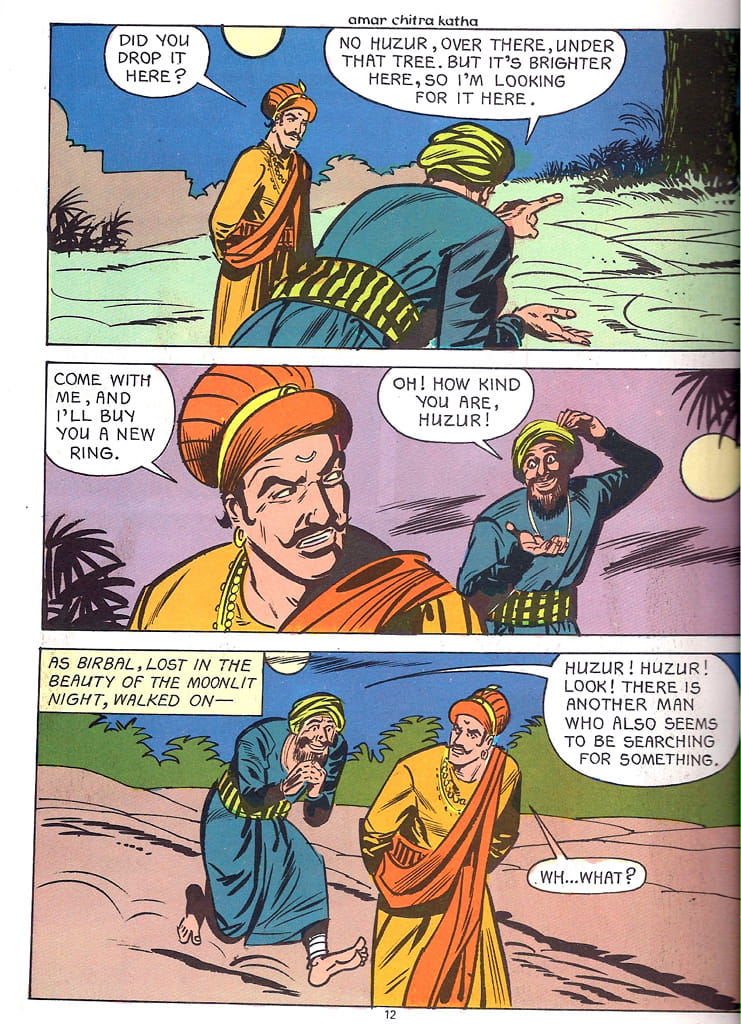 amar chitra katha
DID YOU
DROP IT
HERE?
NO HUZUR, OVER THERE, UNDER
THAT TREE. BUT IT'S BRIGHTER
HERE, SO I'M LOOKING
FOR IT HERE.
COME WITH
ME, AND
I'LL BUY
YOU A NEW
RING.
OH! HOW KIND
YOU ARE,
HUZUR!
AS BIRBAL, LOST IN THE
BEAUTY OF THE MOONLIT
NIGHT, WALKED ON—
HUZUR! HUZUR!
LOOK! THERE IS
ANOTHER MAN
WHO ALSO SEEMS
TO BE SEARCHING
FOR SOMETHING.
WH...WHAT?
12